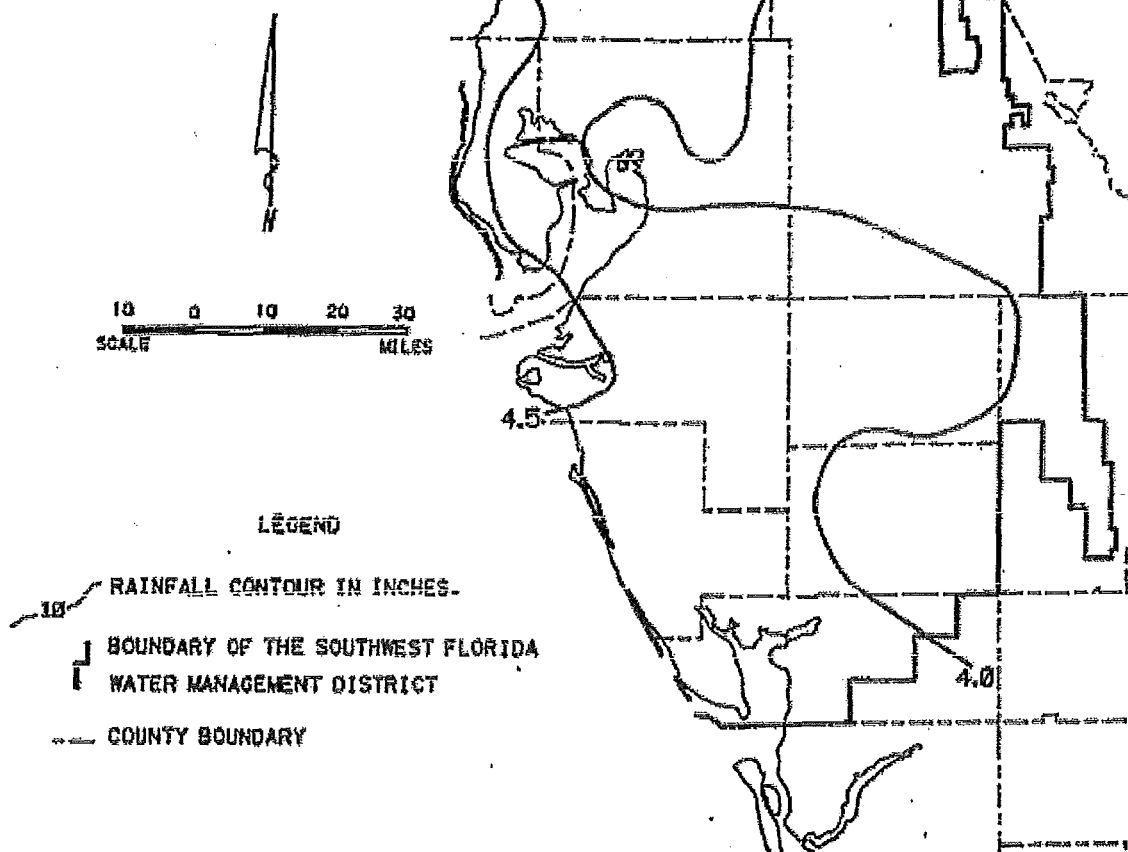 N
10 0 10 20 30
SCALE MILES
4.5
LEGEND
10 RAINFALL CONTOUR IN INCHES.
BOUNDARY OF THE SOUTHWEST FLORIDA
WATER MANAGEMENT DISTRICT
COUNTY BOUNDARY
4.0